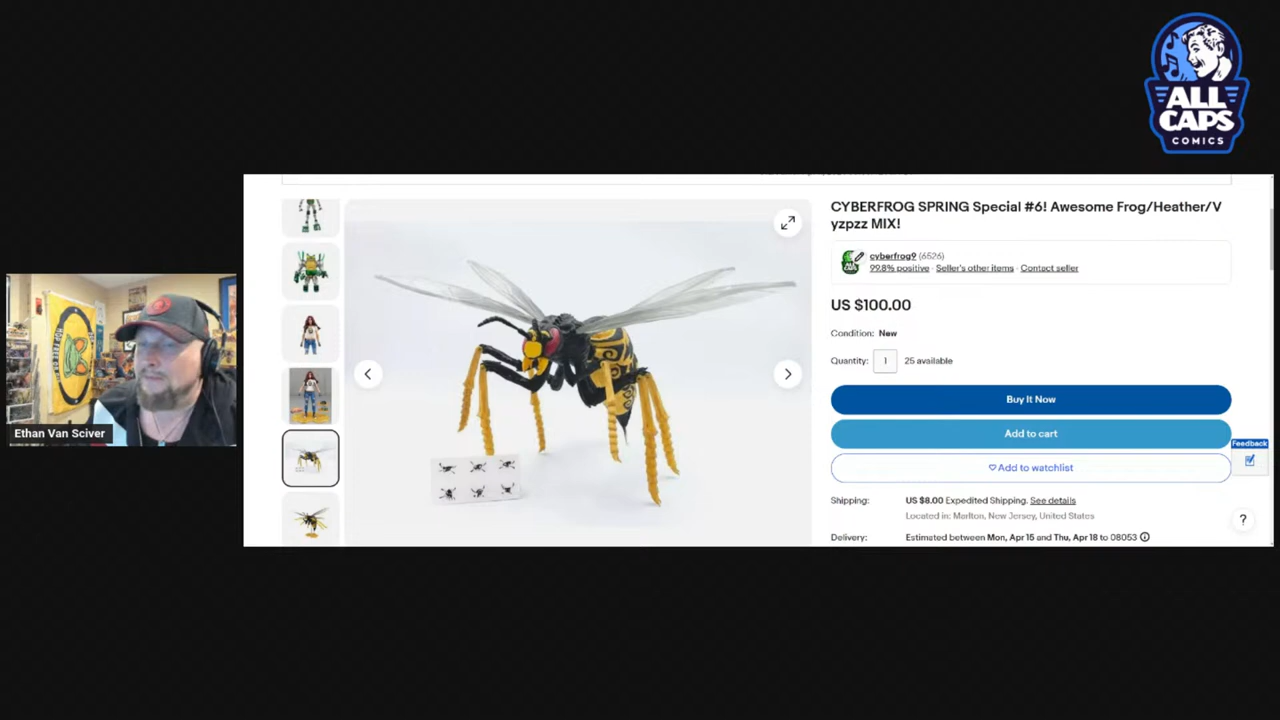 ALL
CAPS
COMICS
CYBERFROG SPRING Special #6! Awesome Frog/Heather/V
yzpzz MIX!
cyberfrog9 (6526)
99.8% positive · Seller's other items · Contact seller
US $100.00
Condition: New
Quantity: 1 25 available
Buy It Now
Add to cart
Feedback
Add to watchlist
Ethan Van Sciver
Shipping: US $8.00 Expedited Shipping. See details
Located in: Marlton, New Jersey, United States
?
Delivery: Estimated between Mon, Apr 15 and Thu, Apr 18 to 08053